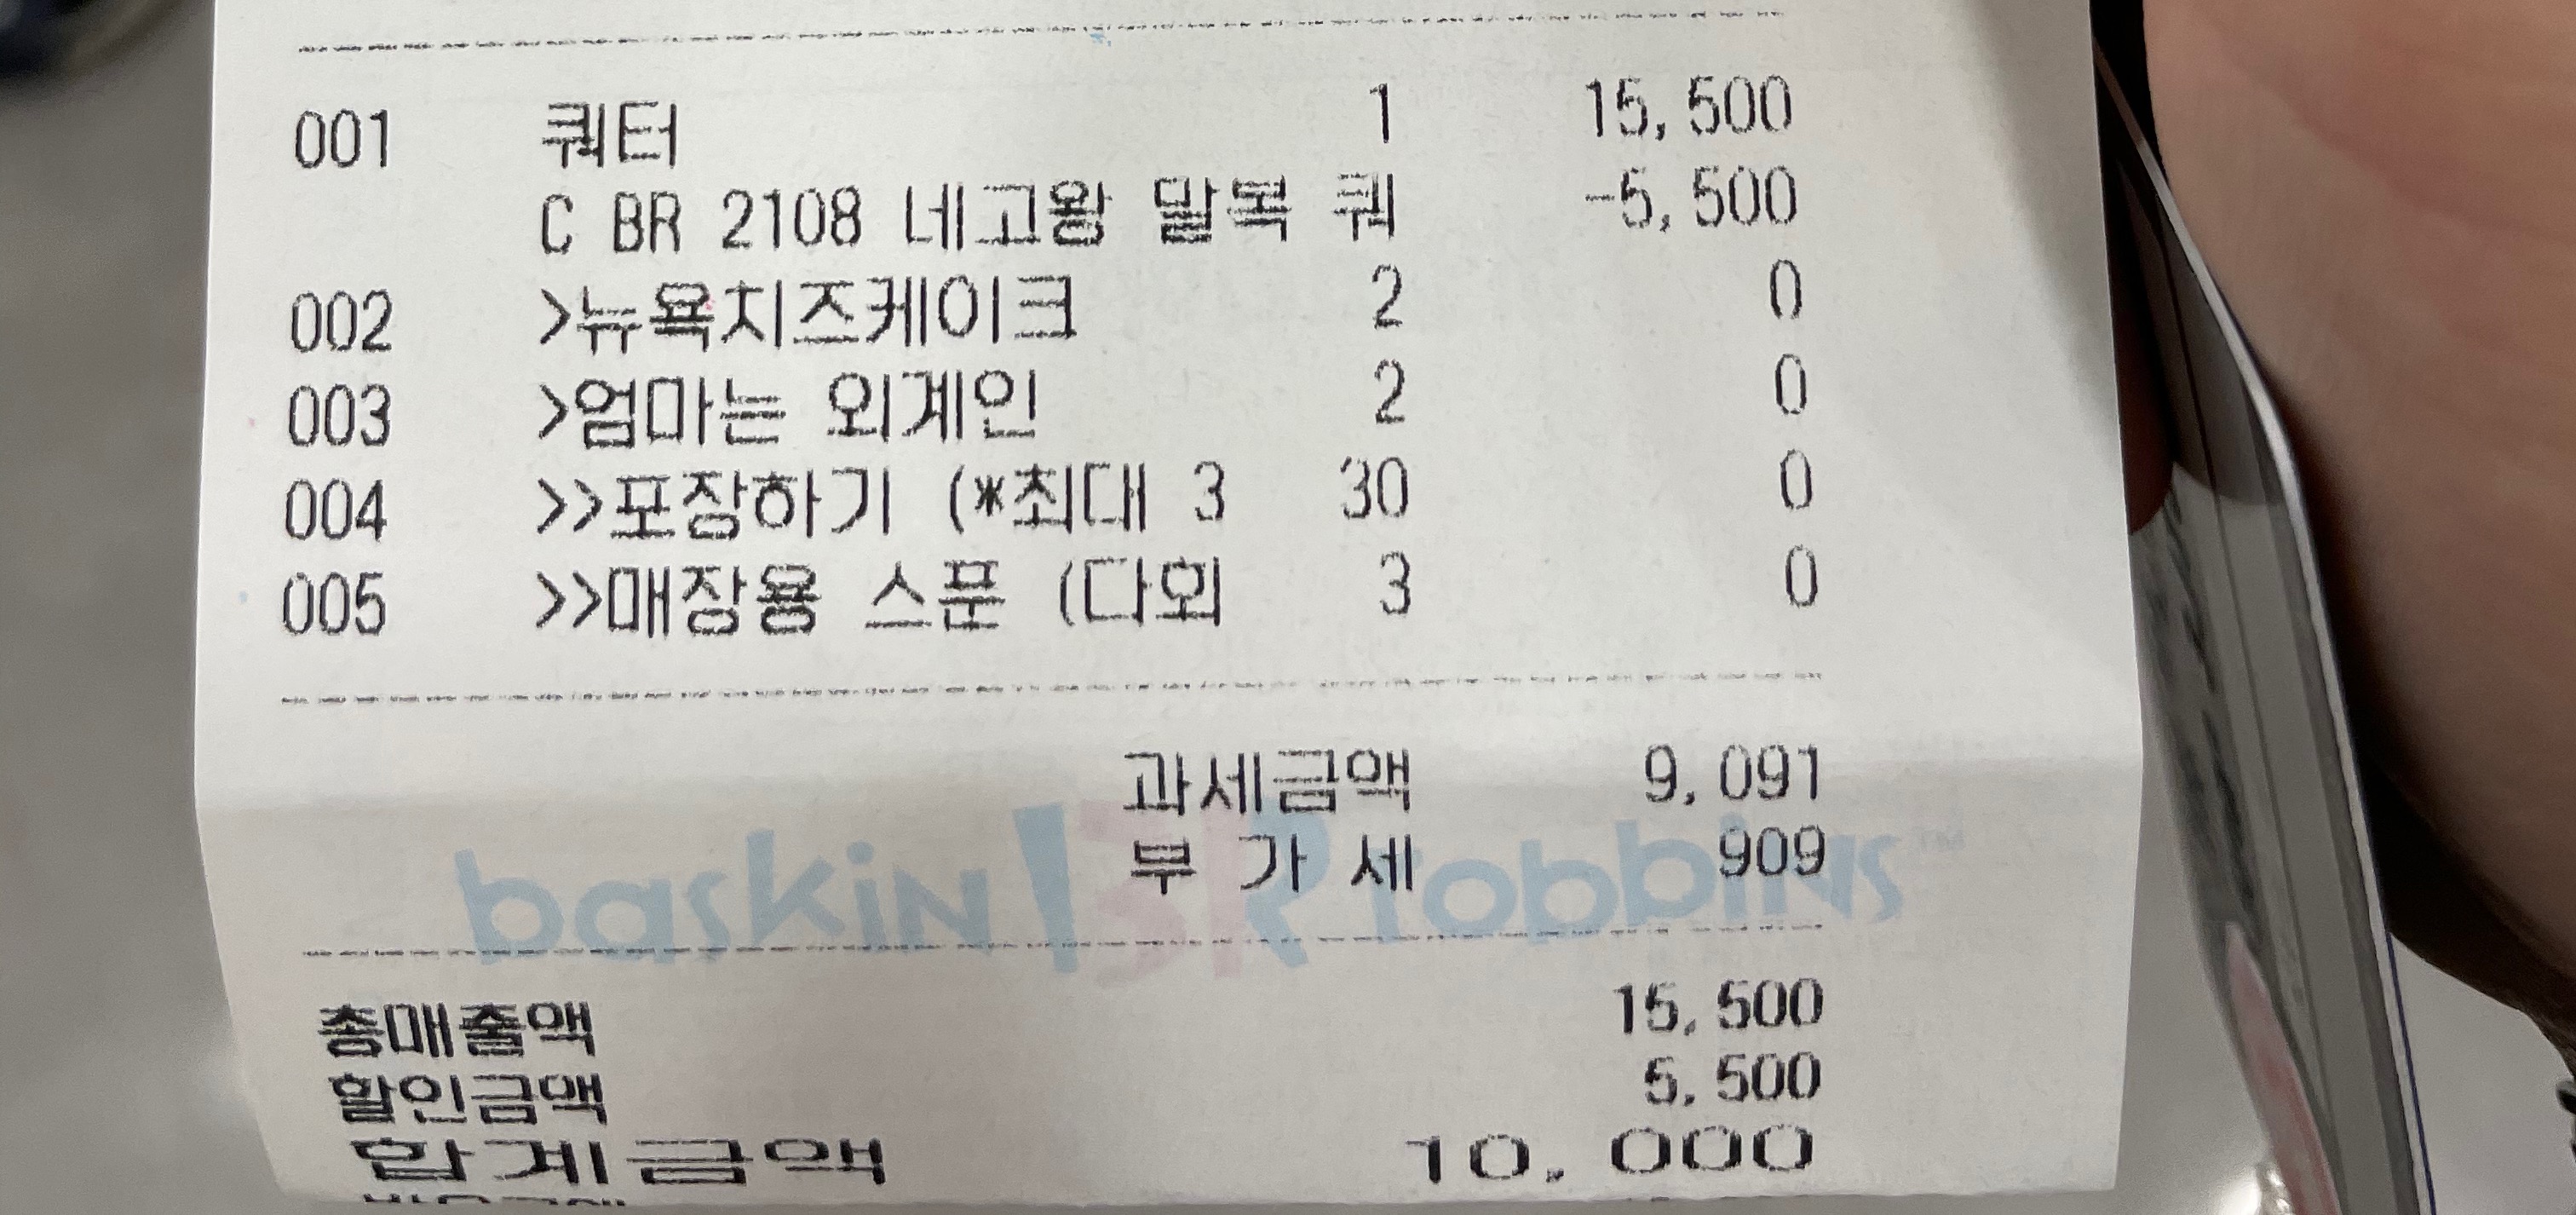 001 쿼터 1 15,500
C BR 2108 네고왕 말복 쿼 -5,500
002 >뉴욕치즈케이크 2 0
003 >엄마는 외계인 2 0
004 >>포장하기 (*최대 3 30 0
005 >>매장용 스푼 (다회 3 0
과세금액 9,091
부 가 세 909
baskin BR robbins TM
총매출액 15,500
할인금액 5,500
합계금액 10,000